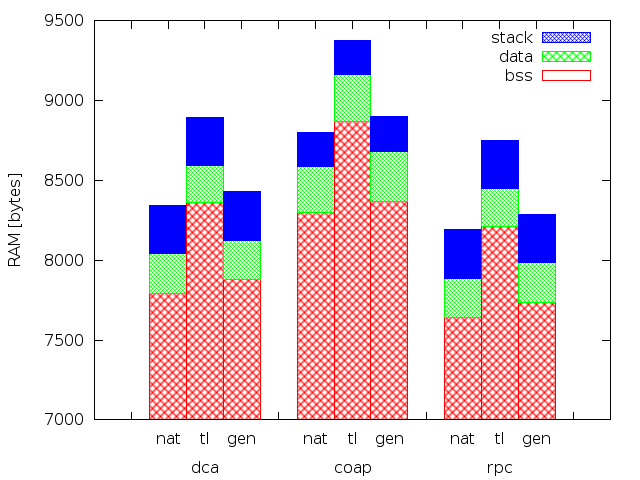 9500
9000
8500
8000
7500
7000
RAM [bytes]
stack
data
bss
nat tl gen nat tl gen nat tl gen
dca coap rpc